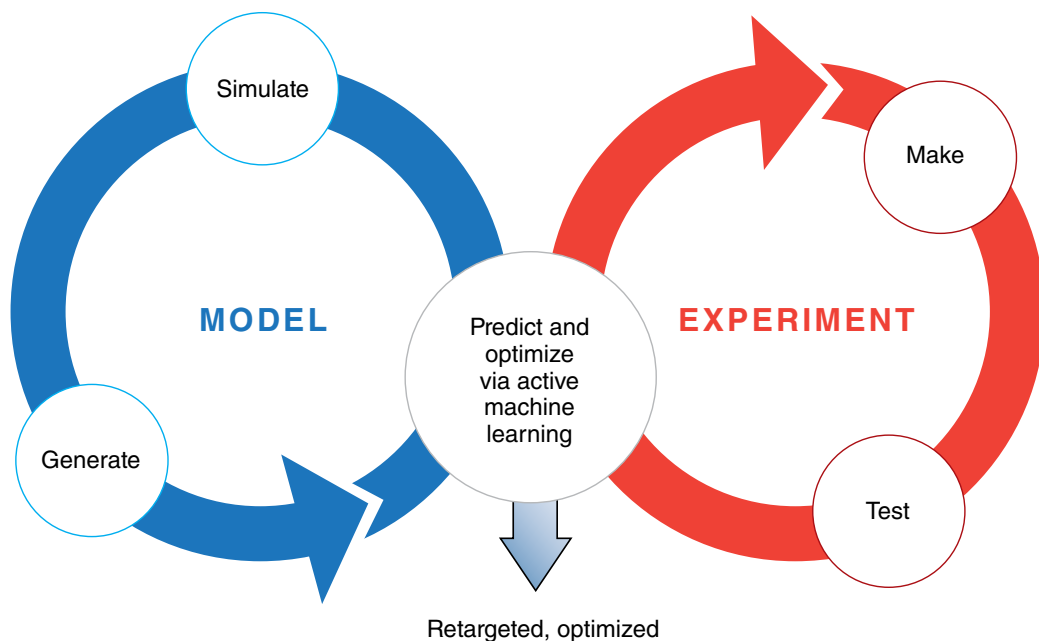 Simulate
Make
MODEL
EXPERIMENT
Predict and
optimize
via active
machine
learning
Generate
Test
Retargeted, optimized